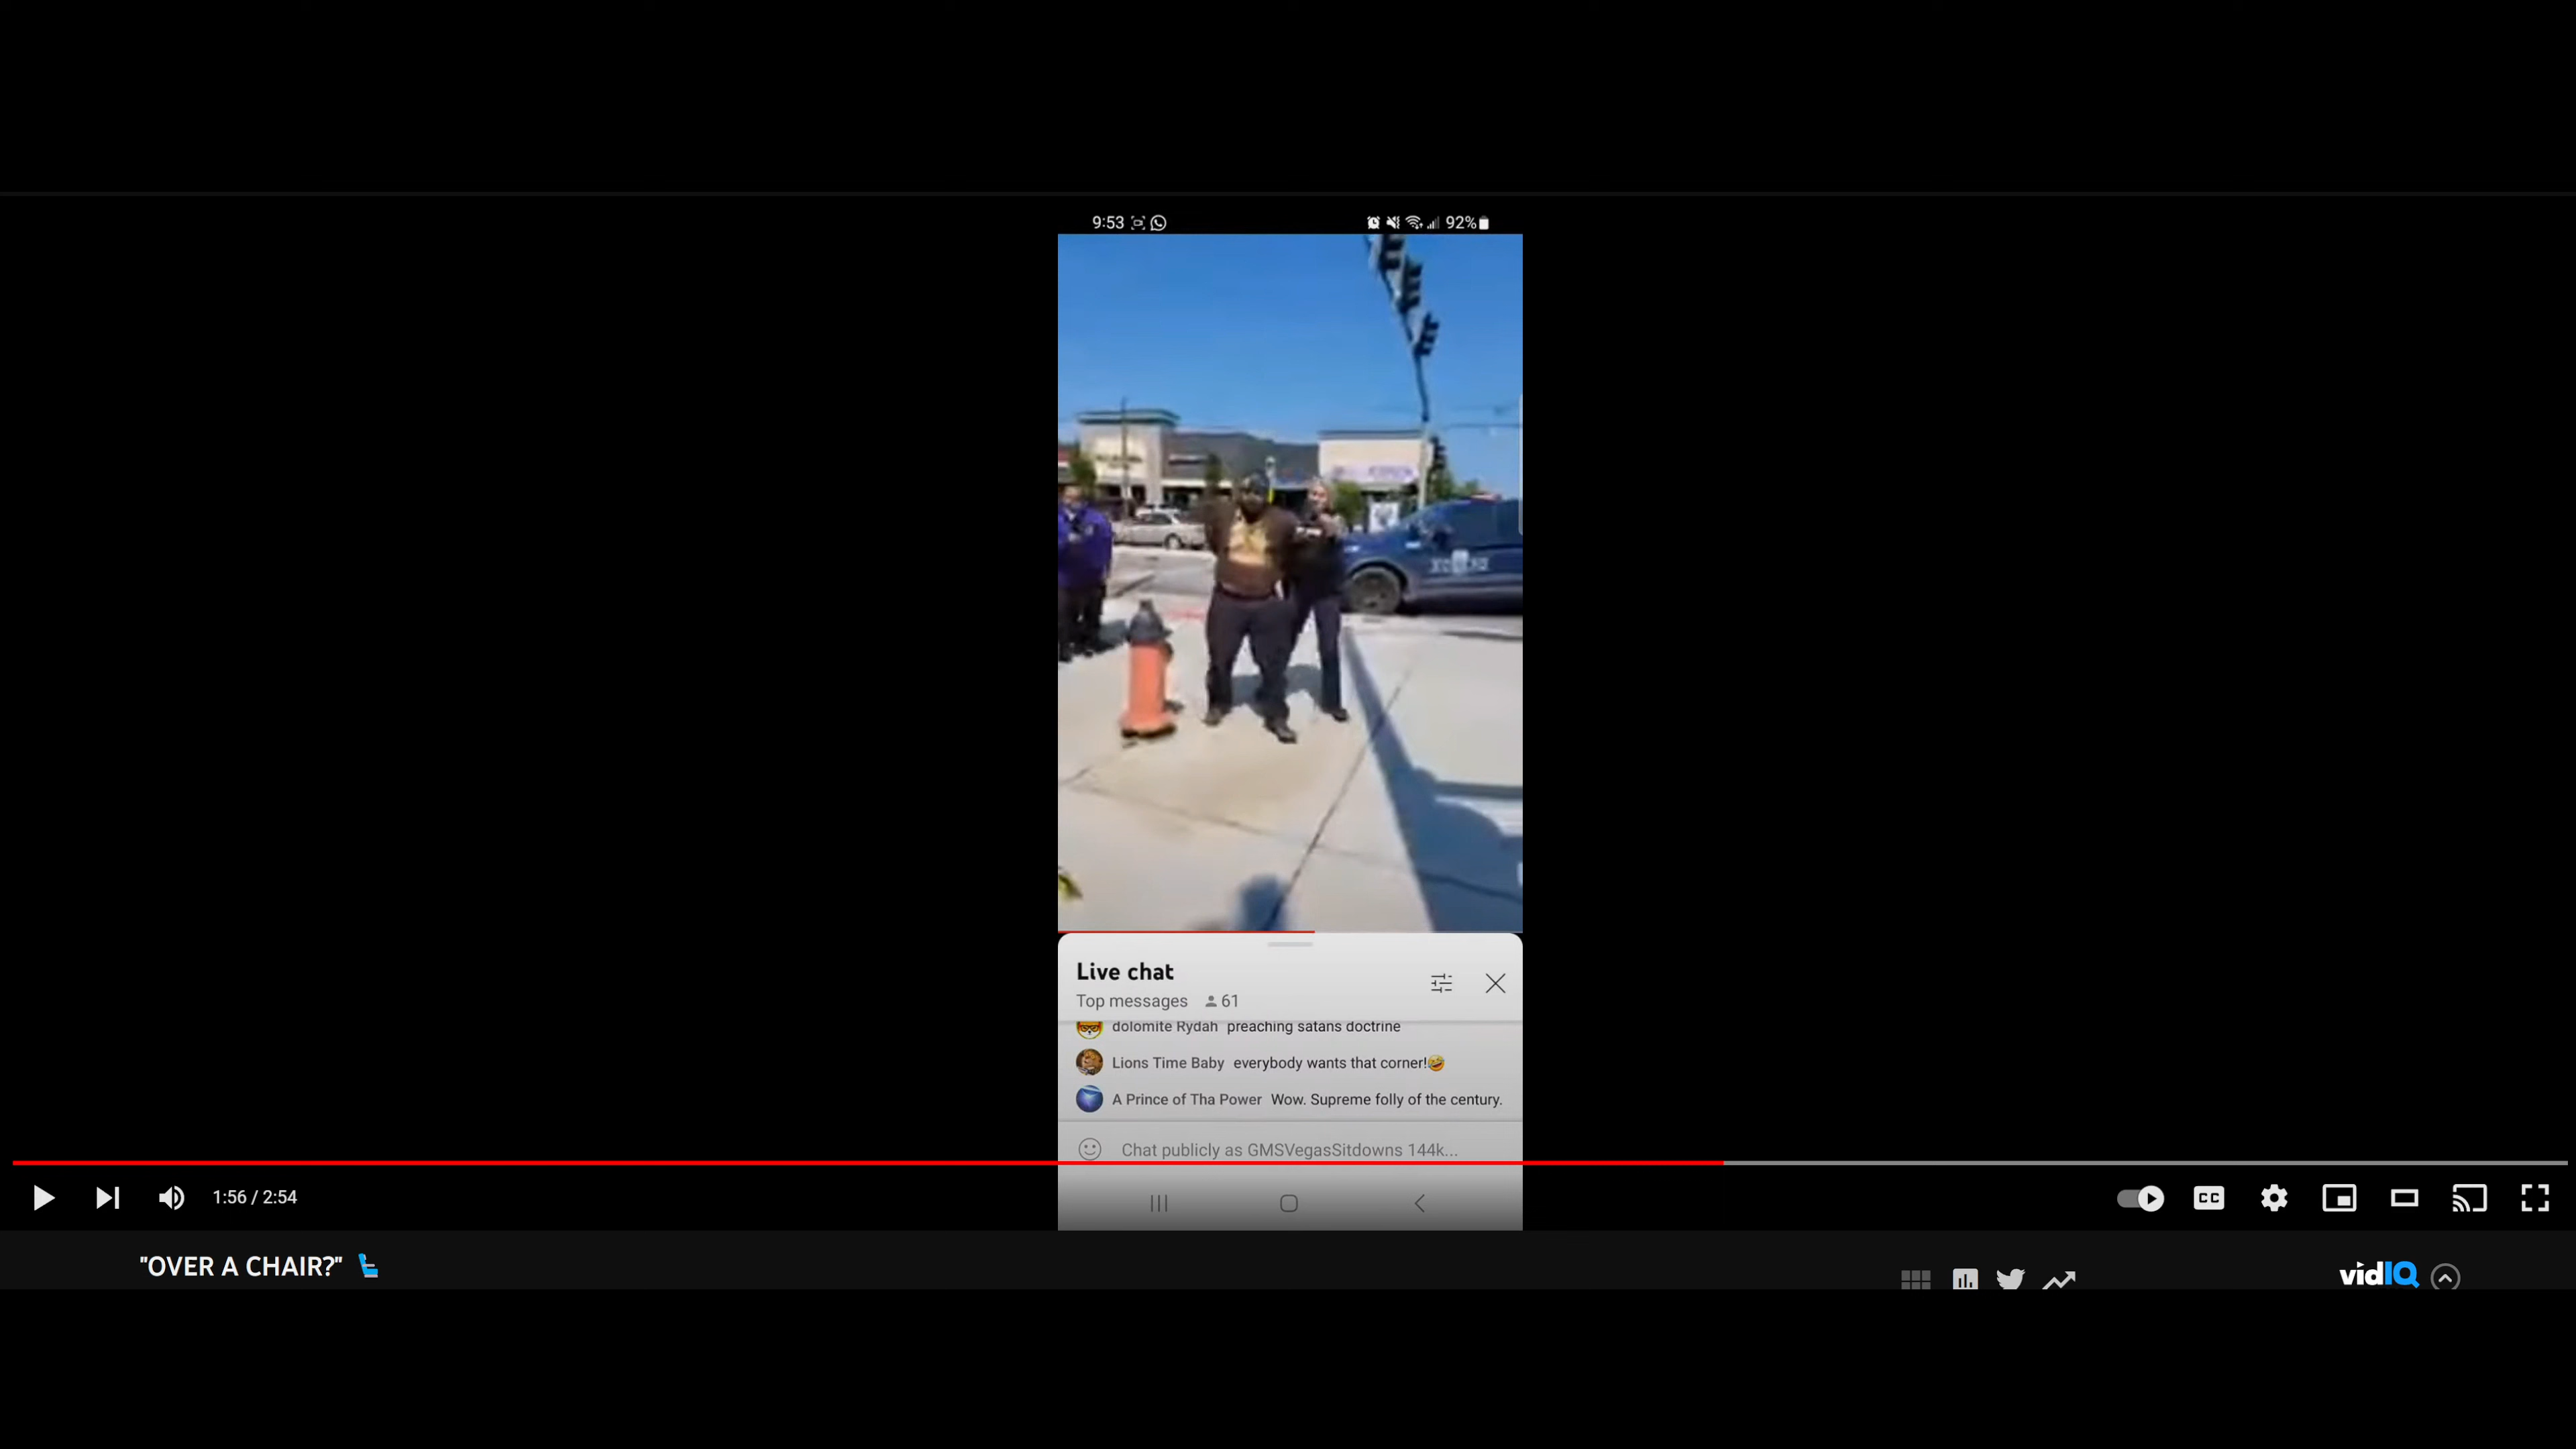 9:53 92%
Live chat
Top messages 61
dolomite Rydah preaching satans doctrine
Lions Time Baby everybody wants that corner!🤣
A Prince of Tha Power Wow. Supreme folly of the century.
Chat publicly as GMSVegasSitdowns 144k...
1:56 / 2:54
CC
"OVER A CHAIR?" 💺
vidIQ